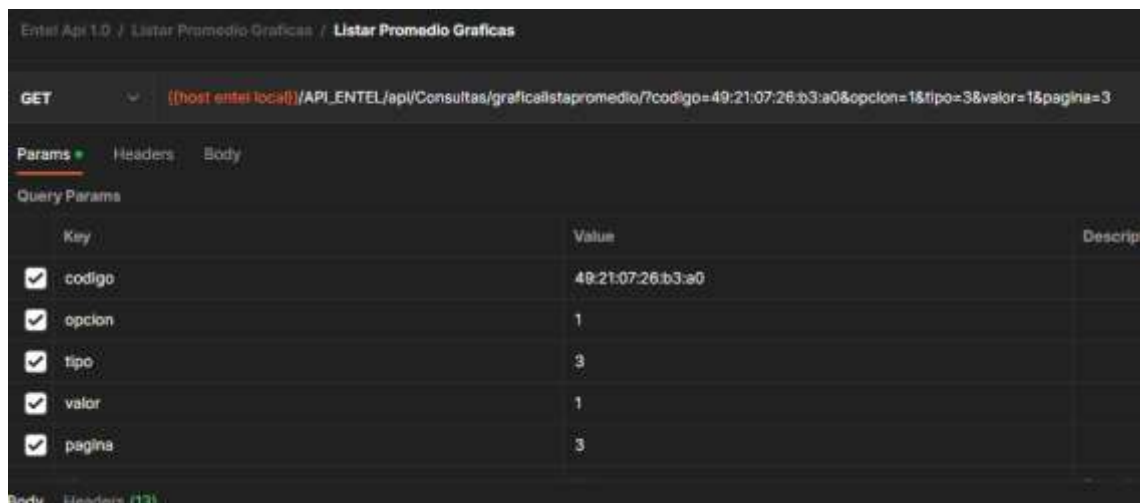 Entel Api 1.0 / Listar Promedio Graficas / Listar Promedio Graficas
GET {{host entel local}}/API_ENTEL/api/Consultas/graficalistapromedio/?codigo=49:21:07:26:b3:a0&opcion=1&tipo=3&valor=1&pagina=3
Params Headers Body
Query Params
Key Value Descrip
codigo 49:21:07:26:b3:a0
opcion 1
tipo 3
valor 1
pagina 3
Body Headers (13)